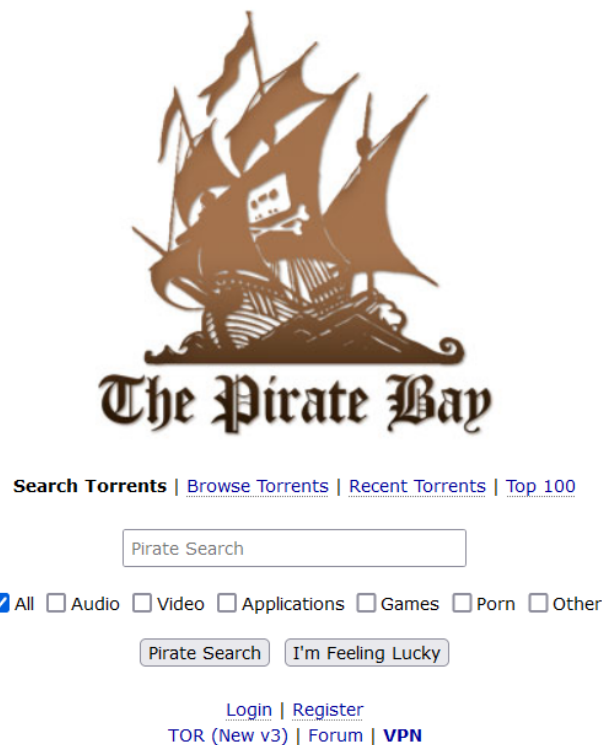 The Pirate Bay
Search Torrents | Browse Torrents | Recent Torrents | Top 100
Pirate Search
All Audio Video Applications Games Porn Other
Pirate Search I'm Feeling Lucky
Login | Register
TOR (New v3) | Forum | VPN